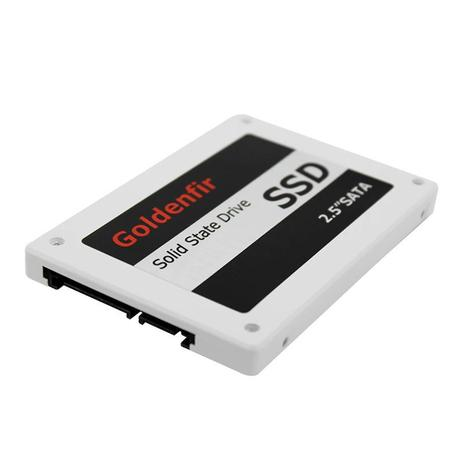 Goldenfir
Solid State Drive
SSD
2.5"SATA